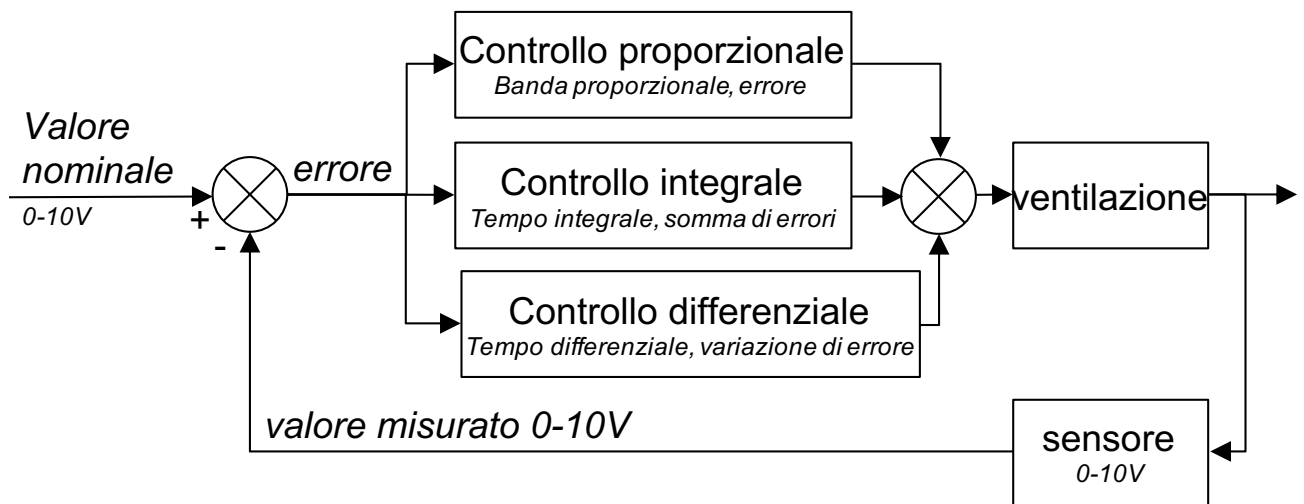 Controllo proporzionale
Banda proporzionale, errore
Valore
nominale
0-10V
+
-
errore
Controllo integrale
Tempo integrale, somma di errori
ventilazione
Controllo differenziale
Tempo differenziale, variazione di errore
valore misurato 0-10V
sensore
0-10V